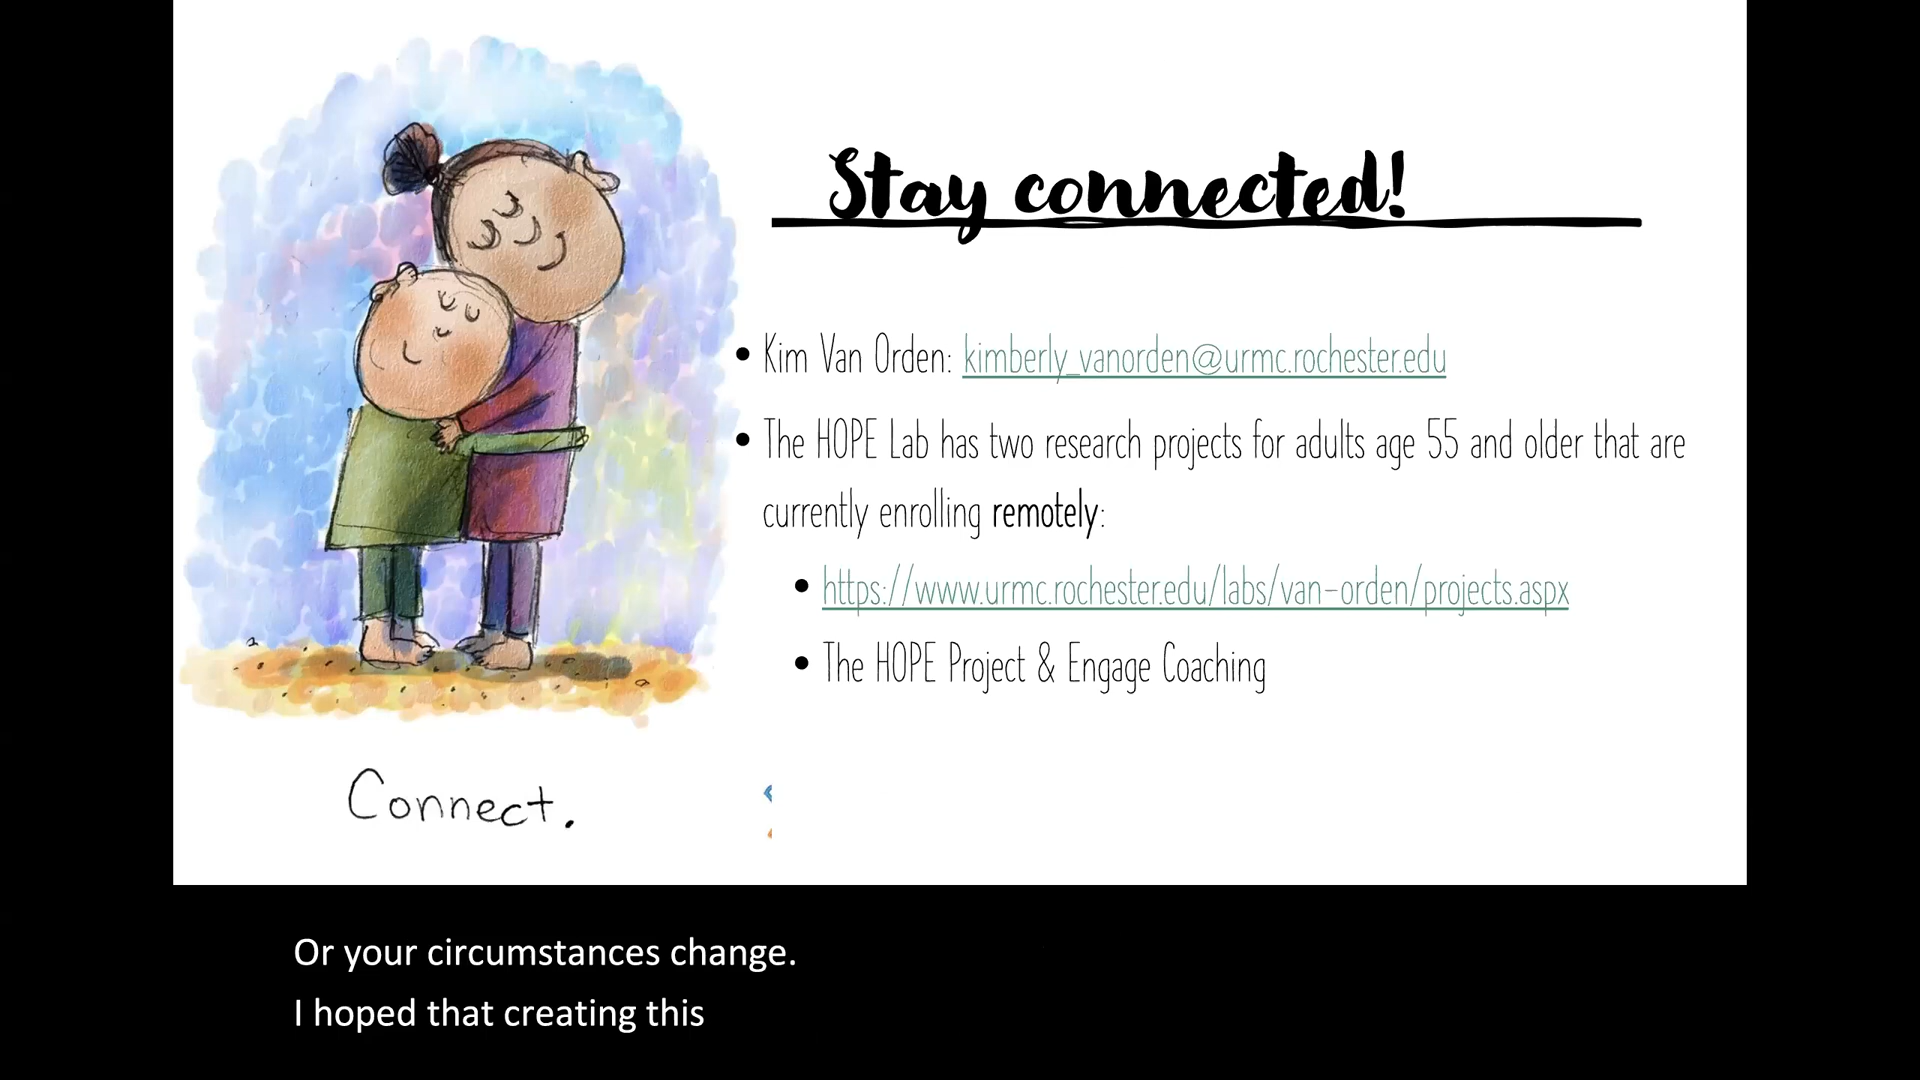 Stay connected!
• Kim Van Orden: kimberly_vanorden@urmc.rochester.edu
• The HOPE Lab has two research projects for adults age 55 and older that are
currently enrolling remotely:
• https://www.urmc.rochester.edu/labs/van-orden/projects.aspx
• The HOPE Project & Engage Coaching
Connect.
Or your circumstances change.
I hoped that creating this